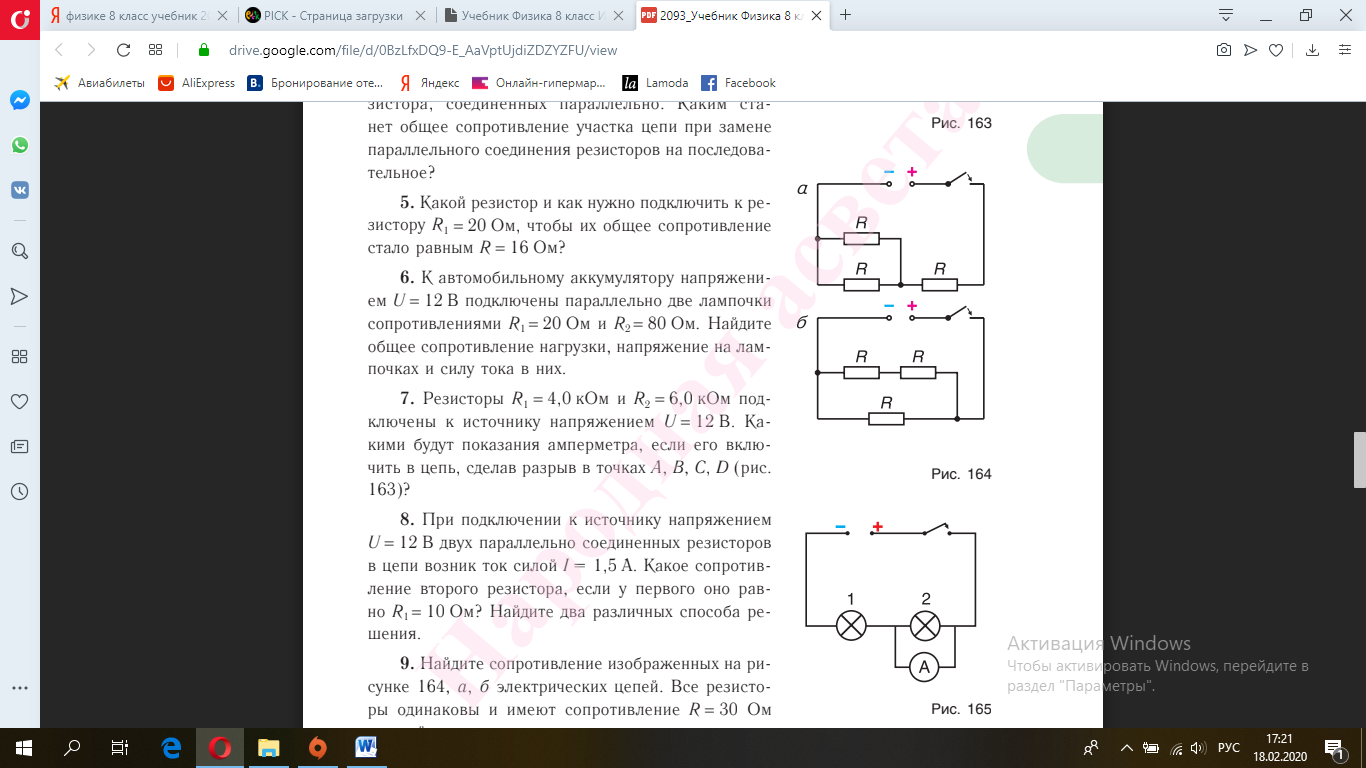 физике 8 класс учебник 2
PICK - Страница загрузки
Учебник Физика 8 класс И
2093_Учебник Физика 8 кл
drive.google.com/file/d/0BzLfxDQ9-E_AaVptUjdiZDZYZFU/view
Авиабилеты AliExpress Бронирование оте... Яндекс Онлайн-гипермар... Lamoda Facebook
зистора, соединенных параллельно. Каким ста-
нет общее сопротивление участка цепи при замене
параллельного соединения резисторов на последова-
тельное?
5. Какой резистор и как нужно подключить к ре-
зистору R₁ = 20 Ом, чтобы их общее сопротивление
стало равным R = 16 Ом?
6. К автомобильному аккумулятору напряжени-
ем U = 12 В подключены параллельно две лампочки
сопротивлениями R₁ = 20 Ом и R₂ = 80 Ом. Найдите
общее сопротивление нагрузки, напряжение на лам-
почках и силу тока в них.
7. Резисторы R₁ = 4,0 кОм и R₂ = 6,0 кОм под-
ключены к источнику напряжением U = 12 В. Ка-
кими будут показания амперметра, если его вклю-
чить в цепь, сделав разрыв в точках A, B, C, D (рис.
163)?
8. При подключении к источнику напряжением
U = 12 В двух параллельно соединенных резисторов
в цепи возник ток силой I = 1,5 А. Какое сопротив-
ление второго резистора, если у первого оно рав-
но R₁ = 10 Ом? Найдите два различных способа ре-
шения.
9. Найдите сопротивление изображенных на ри-
сунке 164, а, б электрических цепей. Все резисто-
ры одинаковы и имеют сопротивление R = 30 Ом
Рис. 163
а
− +
R
R R
б
− +
R R
R
Рис. 164
− +
1 2
A
Рис. 165
Народная асвета
Активация Windows
Чтобы активировать Windows, перейдите в
раздел "Параметры".
РУС
17:21
18.02.2020
1